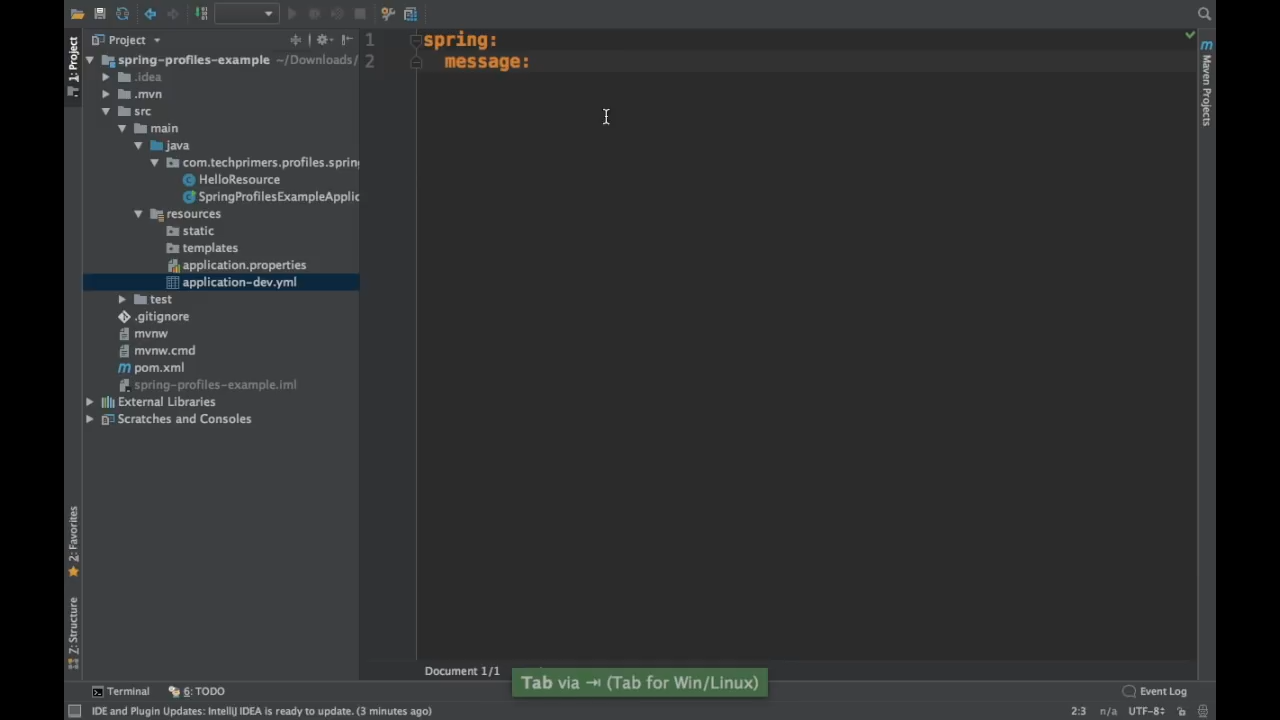 Project
1 spring:
2 message:
1: Project
spring-profiles-example ~/Downloads/
.idea
.mvn
src
main
java
com.techprimers.profiles.spring
HelloResource
SpringProfilesExampleApplic
resources
static
templates
application.properties
application-dev.yml
test
.gitignore
mvnw
mvnw.cmd
pom.xml
spring-profiles-example.iml
External Libraries
Scratches and Consoles
Maven Projects
2: Favorites
Z: Structure
Document 1/1
Tab via ⇥ (Tab for Win/Linux)
Terminal 6: TODO Event Log
IDE and Plugin Updates: IntelliJ IDEA is ready to update. (3 minutes ago) 2:3 n/a UTF-8